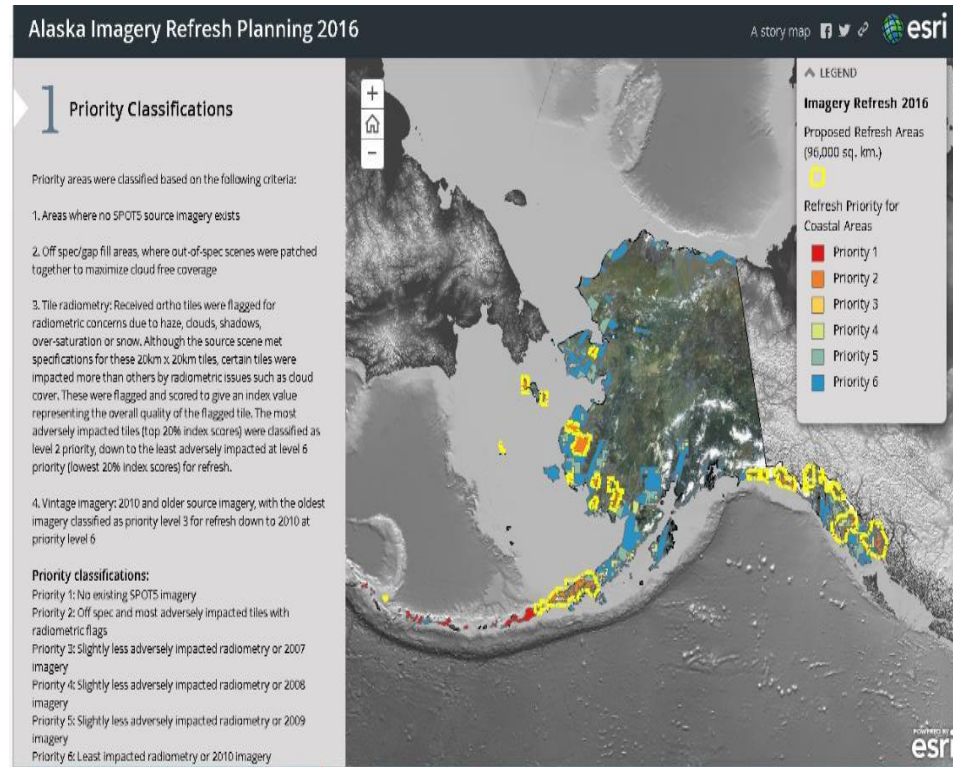 Alaska Imagery Refresh Planning 2016
A story map
esri
1 Priority Classifications
Priority areas were classified based on the following criteria:
1. Areas where no SPOT5 source imagery exists
2. Off spec/gap fill areas, where out-of-spec scenes were patched
together to maximize cloud free coverage
3. Tile radiometry: Received ortho tiles were flagged for
radiometric concerns due to haze, clouds, shadows,
over-saturation or snow. Although the source scene met
specifications for these 20km x 20km tiles, certain tiles were
impacted more than others by radiometric issues such as cloud
cover. These were flagged and scored to give an index value
representing the overall quality of the flagged tile. The most
adversely impacted tiles (top 20% index scores) were classified as
level 2 priority, down to the least adversely impacted at level 6
priority (lowest 20% index scores) for refresh.
4. Vintage imagery: 2010 and older source imagery, with the oldest
imagery classified as priority level 3 for refresh down to 2010 at
priority level 6
Priority classifications:
Priority 1: No existing SPOT5 imagery
Priority 2: Off spec and most adversely impacted tiles with
radiometric flags
Priority 3: Slightly less adversely impacted radiometry or 2007
imagery
Priority 4: Slightly less adversely impacted radiometry or 2008
imagery
Priority 5: Slightly less adversely impacted radiometry or 2009
imagery
Priority 6: Least impacted radiometry or 2010 imagery
+
−
LEGEND
Imagery Refresh 2016
Proposed Refresh Areas
(96,000 sq. km.)
Refresh Priority for
Coastal Areas
Priority 1
Priority 2
Priority 3
Priority 4
Priority 5
Priority 6
POWERED BY
esri